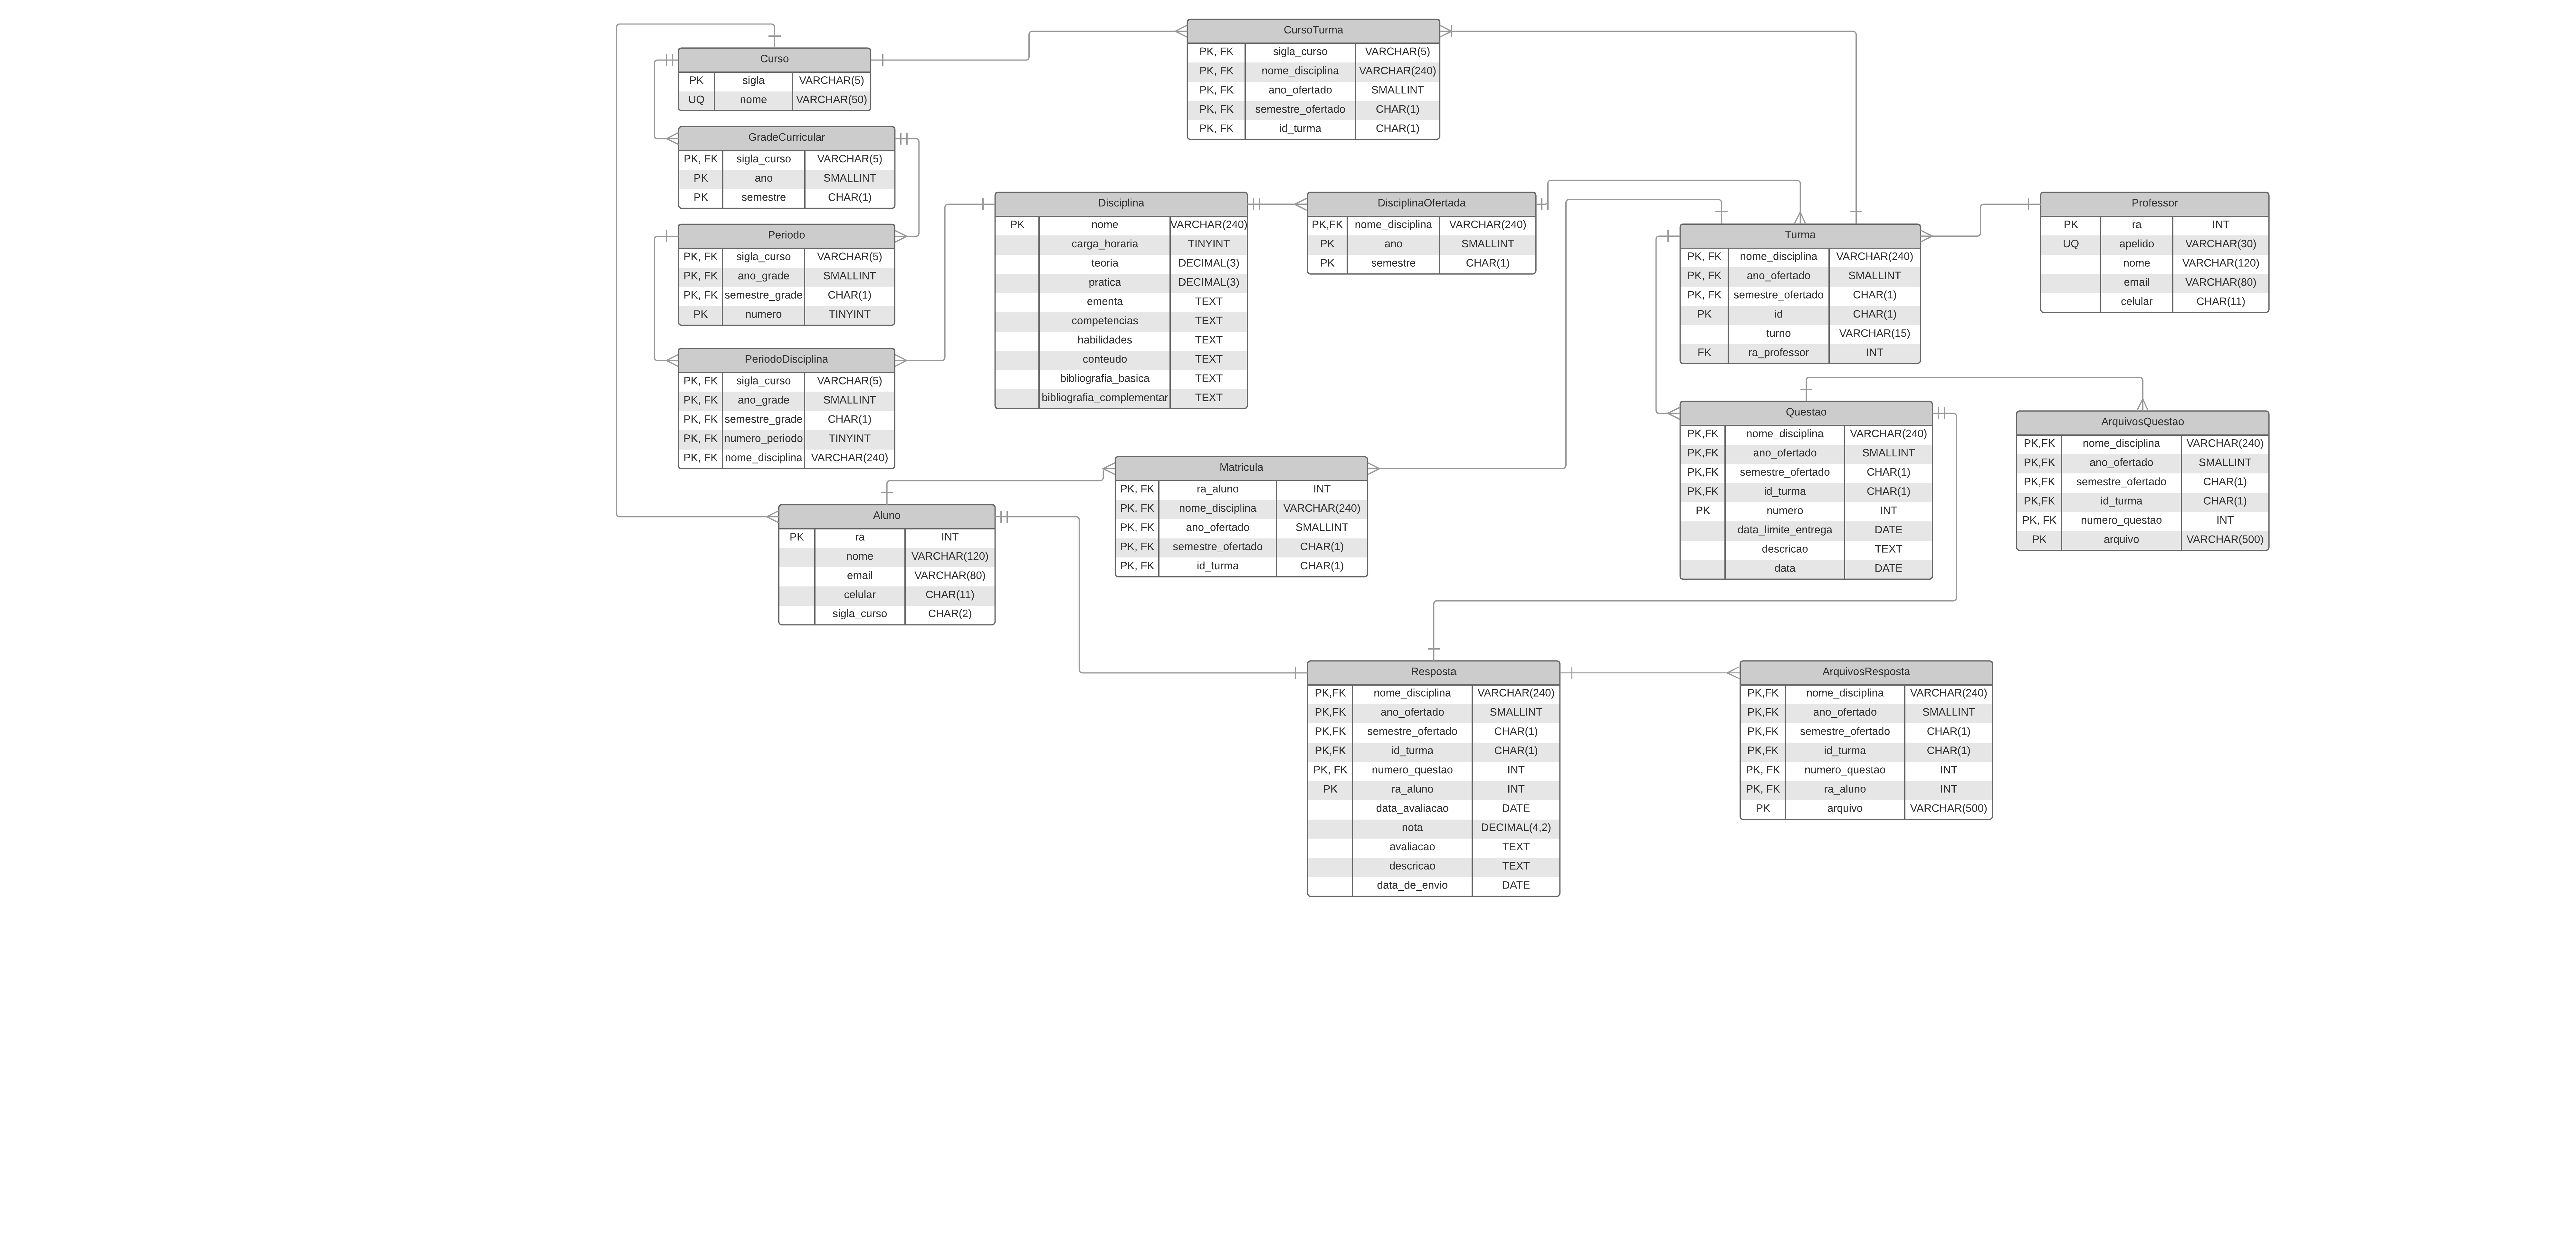 CursoTurma
PK, FK sigla_curso VARCHAR(5)
PK, FK nome_disciplina VARCHAR(240)
PK, FK ano_ofertado SMALLINT
PK, FK semestre_ofertado CHAR(1)
PK, FK id_turma CHAR(1)
Curso
PK sigla VARCHAR(5)
UQ nome VARCHAR(50)
GradeCurricular
PK, FK sigla_curso VARCHAR(5)
PK ano SMALLINT
PK semestre CHAR(1)
Periodo
PK, FK sigla_curso VARCHAR(5)
PK, FK ano_grade SMALLINT
PK, FK semestre_grade CHAR(1)
PK numero TINYINT
PeriodoDisciplina
PK, FK sigla_curso VARCHAR(5)
PK, FK ano_grade SMALLINT
PK, FK semestre_grade CHAR(1)
PK, FK numero_periodo TINYINT
PK, FK nome_disciplina VARCHAR(240)
Disciplina
PK nome VARCHAR(240)
carga_horaria TINYINT
teoria DECIMAL(3)
pratica DECIMAL(3)
ementa TEXT
competencias TEXT
habilidades TEXT
conteudo TEXT
bibliografia_basica TEXT
bibliografia_complementar TEXT
DisciplinaOfertada
PK,FK nome_disciplina VARCHAR(240)
PK ano SMALLINT
PK semestre CHAR(1)
Turma
PK, FK nome_disciplina VARCHAR(240)
PK, FK ano_ofertado SMALLINT
PK, FK semestre_ofertado CHAR(1)
PK id CHAR(1)
turno VARCHAR(15)
FK ra_professor INT
Professor
PK ra INT
UQ apelido VARCHAR(30)
nome VARCHAR(120)
email VARCHAR(80)
celular CHAR(11)
Questao
PK,FK nome_disciplina VARCHAR(240)
PK,FK ano_ofertado SMALLINT
PK,FK semestre_ofertado CHAR(1)
PK,FK id_turma CHAR(1)
PK numero INT
data_limite_entrega DATE
descricao TEXT
data DATE
ArquivosQuestao
PK,FK nome_disciplina VARCHAR(240)
PK,FK ano_ofertado SMALLINT
PK,FK semestre_ofertado CHAR(1)
PK,FK id_turma CHAR(1)
PK, FK numero_questao INT
PK arquivo VARCHAR(500)
Matricula
PK, FK ra_aluno INT
PK, FK nome_disciplina VARCHAR(240)
PK, FK ano_ofertado SMALLINT
PK, FK semestre_ofertado CHAR(1)
PK, FK id_turma CHAR(1)
Aluno
PK ra INT
nome VARCHAR(120)
email VARCHAR(80)
celular CHAR(11)
sigla_curso CHAR(2)
Resposta
PK,FK nome_disciplina VARCHAR(240)
PK,FK ano_ofertado SMALLINT
PK,FK semestre_ofertado CHAR(1)
PK,FK id_turma CHAR(1)
PK, FK numero_questao INT
PK ra_aluno INT
data_avaliacao DATE
nota DECIMAL(4,2)
avaliacao TEXT
descricao TEXT
data_de_envio DATE
ArquivosResposta
PK,FK nome_disciplina VARCHAR(240)
PK,FK ano_ofertado SMALLINT
PK,FK semestre_ofertado CHAR(1)
PK,FK id_turma CHAR(1)
PK, FK numero_questao INT
PK, FK ra_aluno INT
PK arquivo VARCHAR(500)